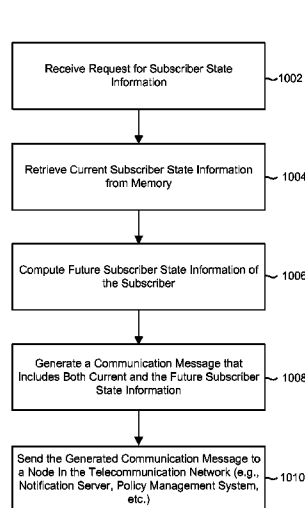 Receive Request for Subscriber State
Information
1002
Retrieve Current Subscriber State Information
from Memory
1004
Compute Future Subscriber State Information of
the Subscriber
1006
Generate a Communication Message that
Includes Both Current and the Future Subscriber
State Information
1008
Send the Generated Communication Message to
a Node In the Telecommunication Network (e.g.,
Notification Server, Policy Management System,
etc.)
1010